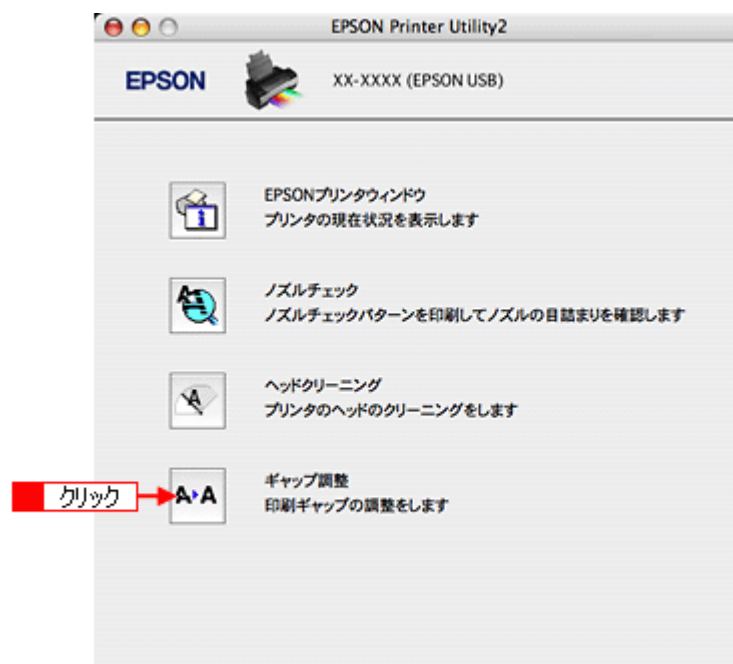 EPSON Printer Utility2
EPSON
XX-XXXX (EPSON USB)
EPSONプリンタウィンドウ
プリンタの現在状況を表示します
ノズルチェック
ノズルチェックパターンを印刷してノズルの目詰まりを確認します
ヘッドクリーニング
プリンタのヘッドのクリーニングをします
クリック
A▸A
ギャップ調整
印刷ギャップの調整をします